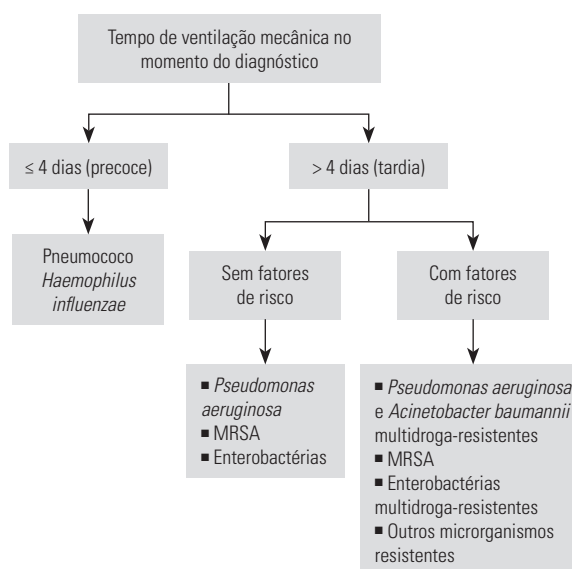 Tempo de ventilação mecânica no
momento do diagnóstico
≤ 4 dias (precoce)
> 4 dias (tardia)
Pneumococo
Haemophilus
influenzae
Sem fatores
de risco
Com fatores
de risco
■ Pseudomonas
aeruginosa
■ MRSA
■ Enterobactérias
■ Pseudomonas aeruginosa
e Acinetobacter baumannii
multidroga-resistentes
■ MRSA
■ Enterobactérias
multidroga-resistentes
■ Outros microrganismos
resistentes